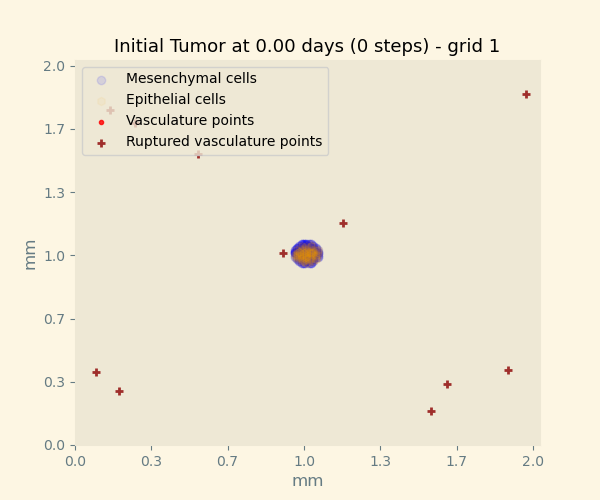 Initial Tumor at 0.00 days (0 steps) - grid 1
Mesenchymal cells
Epithelial cells
Vasculature points
Ruptured vasculature points
mm
2.0
1.7
1.3
1.0
0.7
0.3
0.0
0.0 0.3 0.7 1.0 1.3 1.7 2.0
mm